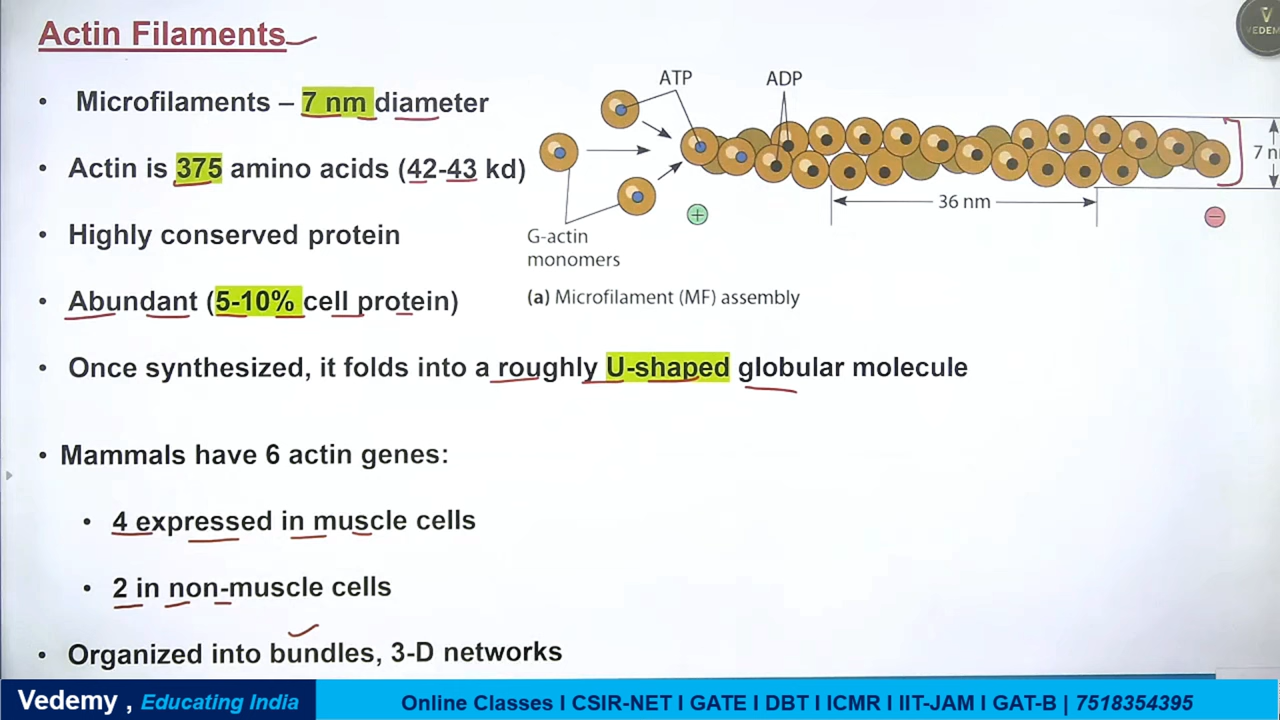 Actin Filaments
• Microfilaments – 7 nm diameter
• Actin is 375 amino acids (42-43 kd)
• Highly conserved protein
• Abundant (5-10% cell protein)
• Once synthesized, it folds into a roughly U-shaped globular molecule
• Mammals have 6 actin genes:
• 4 expressed in muscle cells
• 2 in non-muscle cells
• Organized into bundles, 3-D networks
ATP
ADP
7 n
36 nm
+
−
G-actin
monomers
(a) Microfilament (MF) assembly
V
VEDEM
Vedemy , Educating India
Online Classes I CSIR-NET I GATE I DBT I ICMR I IIT-JAM I GAT-B | 7518354395